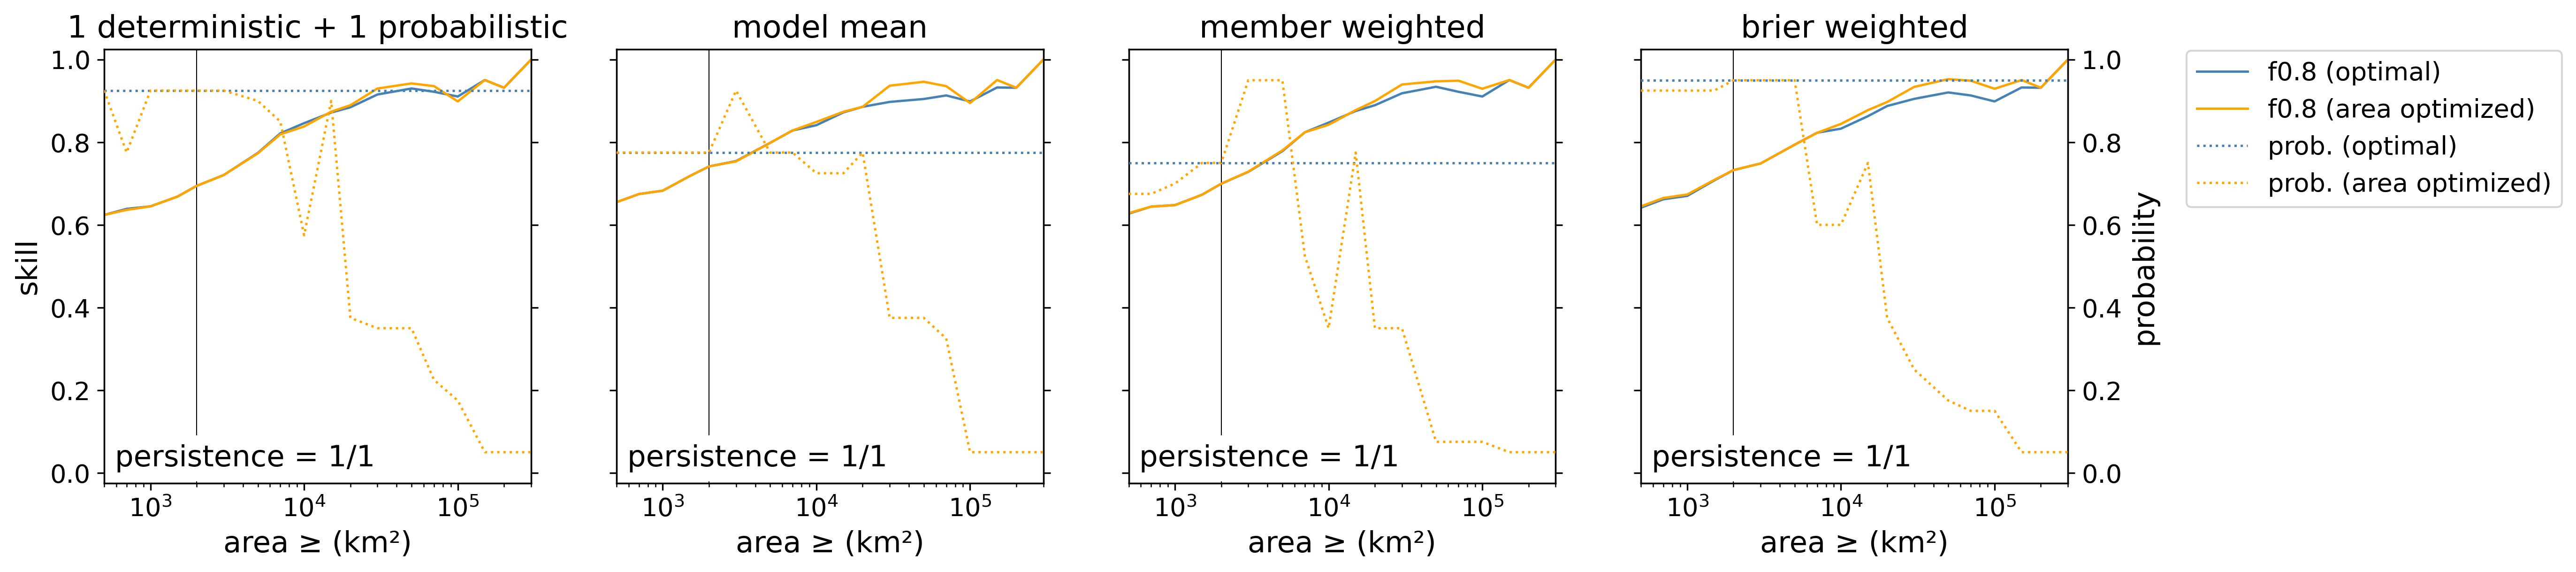 1 deterministic + 1 probabilistic
model mean
member weighted
brier weighted
skill
1.0
0.8
0.6
0.4
0.2
0.0
persistence = 1/1
persistence = 1/1
persistence = 1/1
persistence = 1/1
10³ 10⁴ 10⁵
10³ 10⁴ 10⁵
10³ 10⁴ 10⁵
10³ 10⁴ 10⁵
area ≥ (km²)
area ≥ (km²)
area ≥ (km²)
area ≥ (km²)
1.0
0.8
0.6
0.4
0.2
0.0
probability
f0.8 (optimal)
f0.8 (area optimized)
prob. (optimal)
prob. (area optimized)